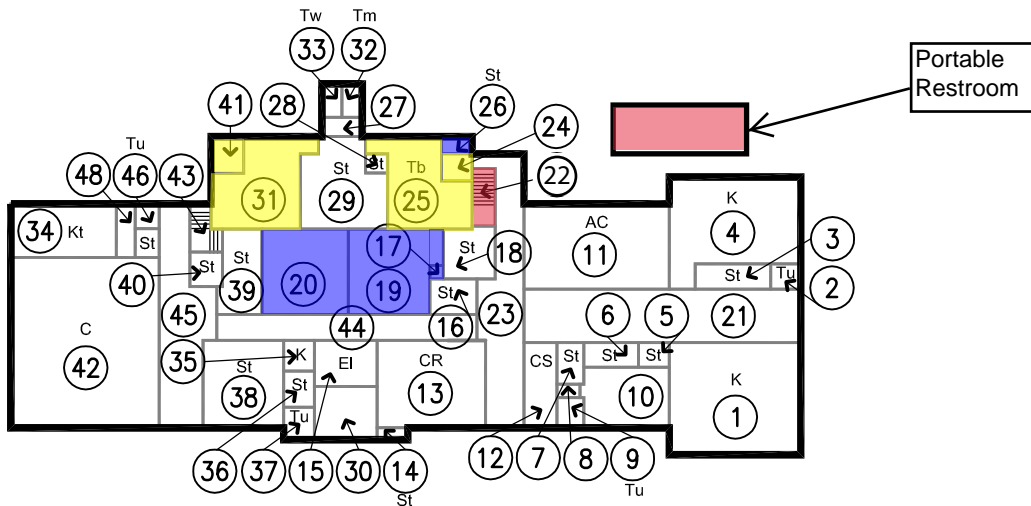 Tw Tm
33 32
Portable
Restroom
St
41 28 27 26
24
Tu
48 46 43
St
St
Tb
22
K
34 Kt
31
29
25
AC
4
3
St
17
St
18
11
St
Tu
2
40
St
St
39
20
19
St
6
5
21
C
45
44
16
23
42
35
K
EI
CR
CS
St
St
St
St
38
St
13
10
K
1
Tu
36 37 15 30 14 12 7 8 9
St
Tu